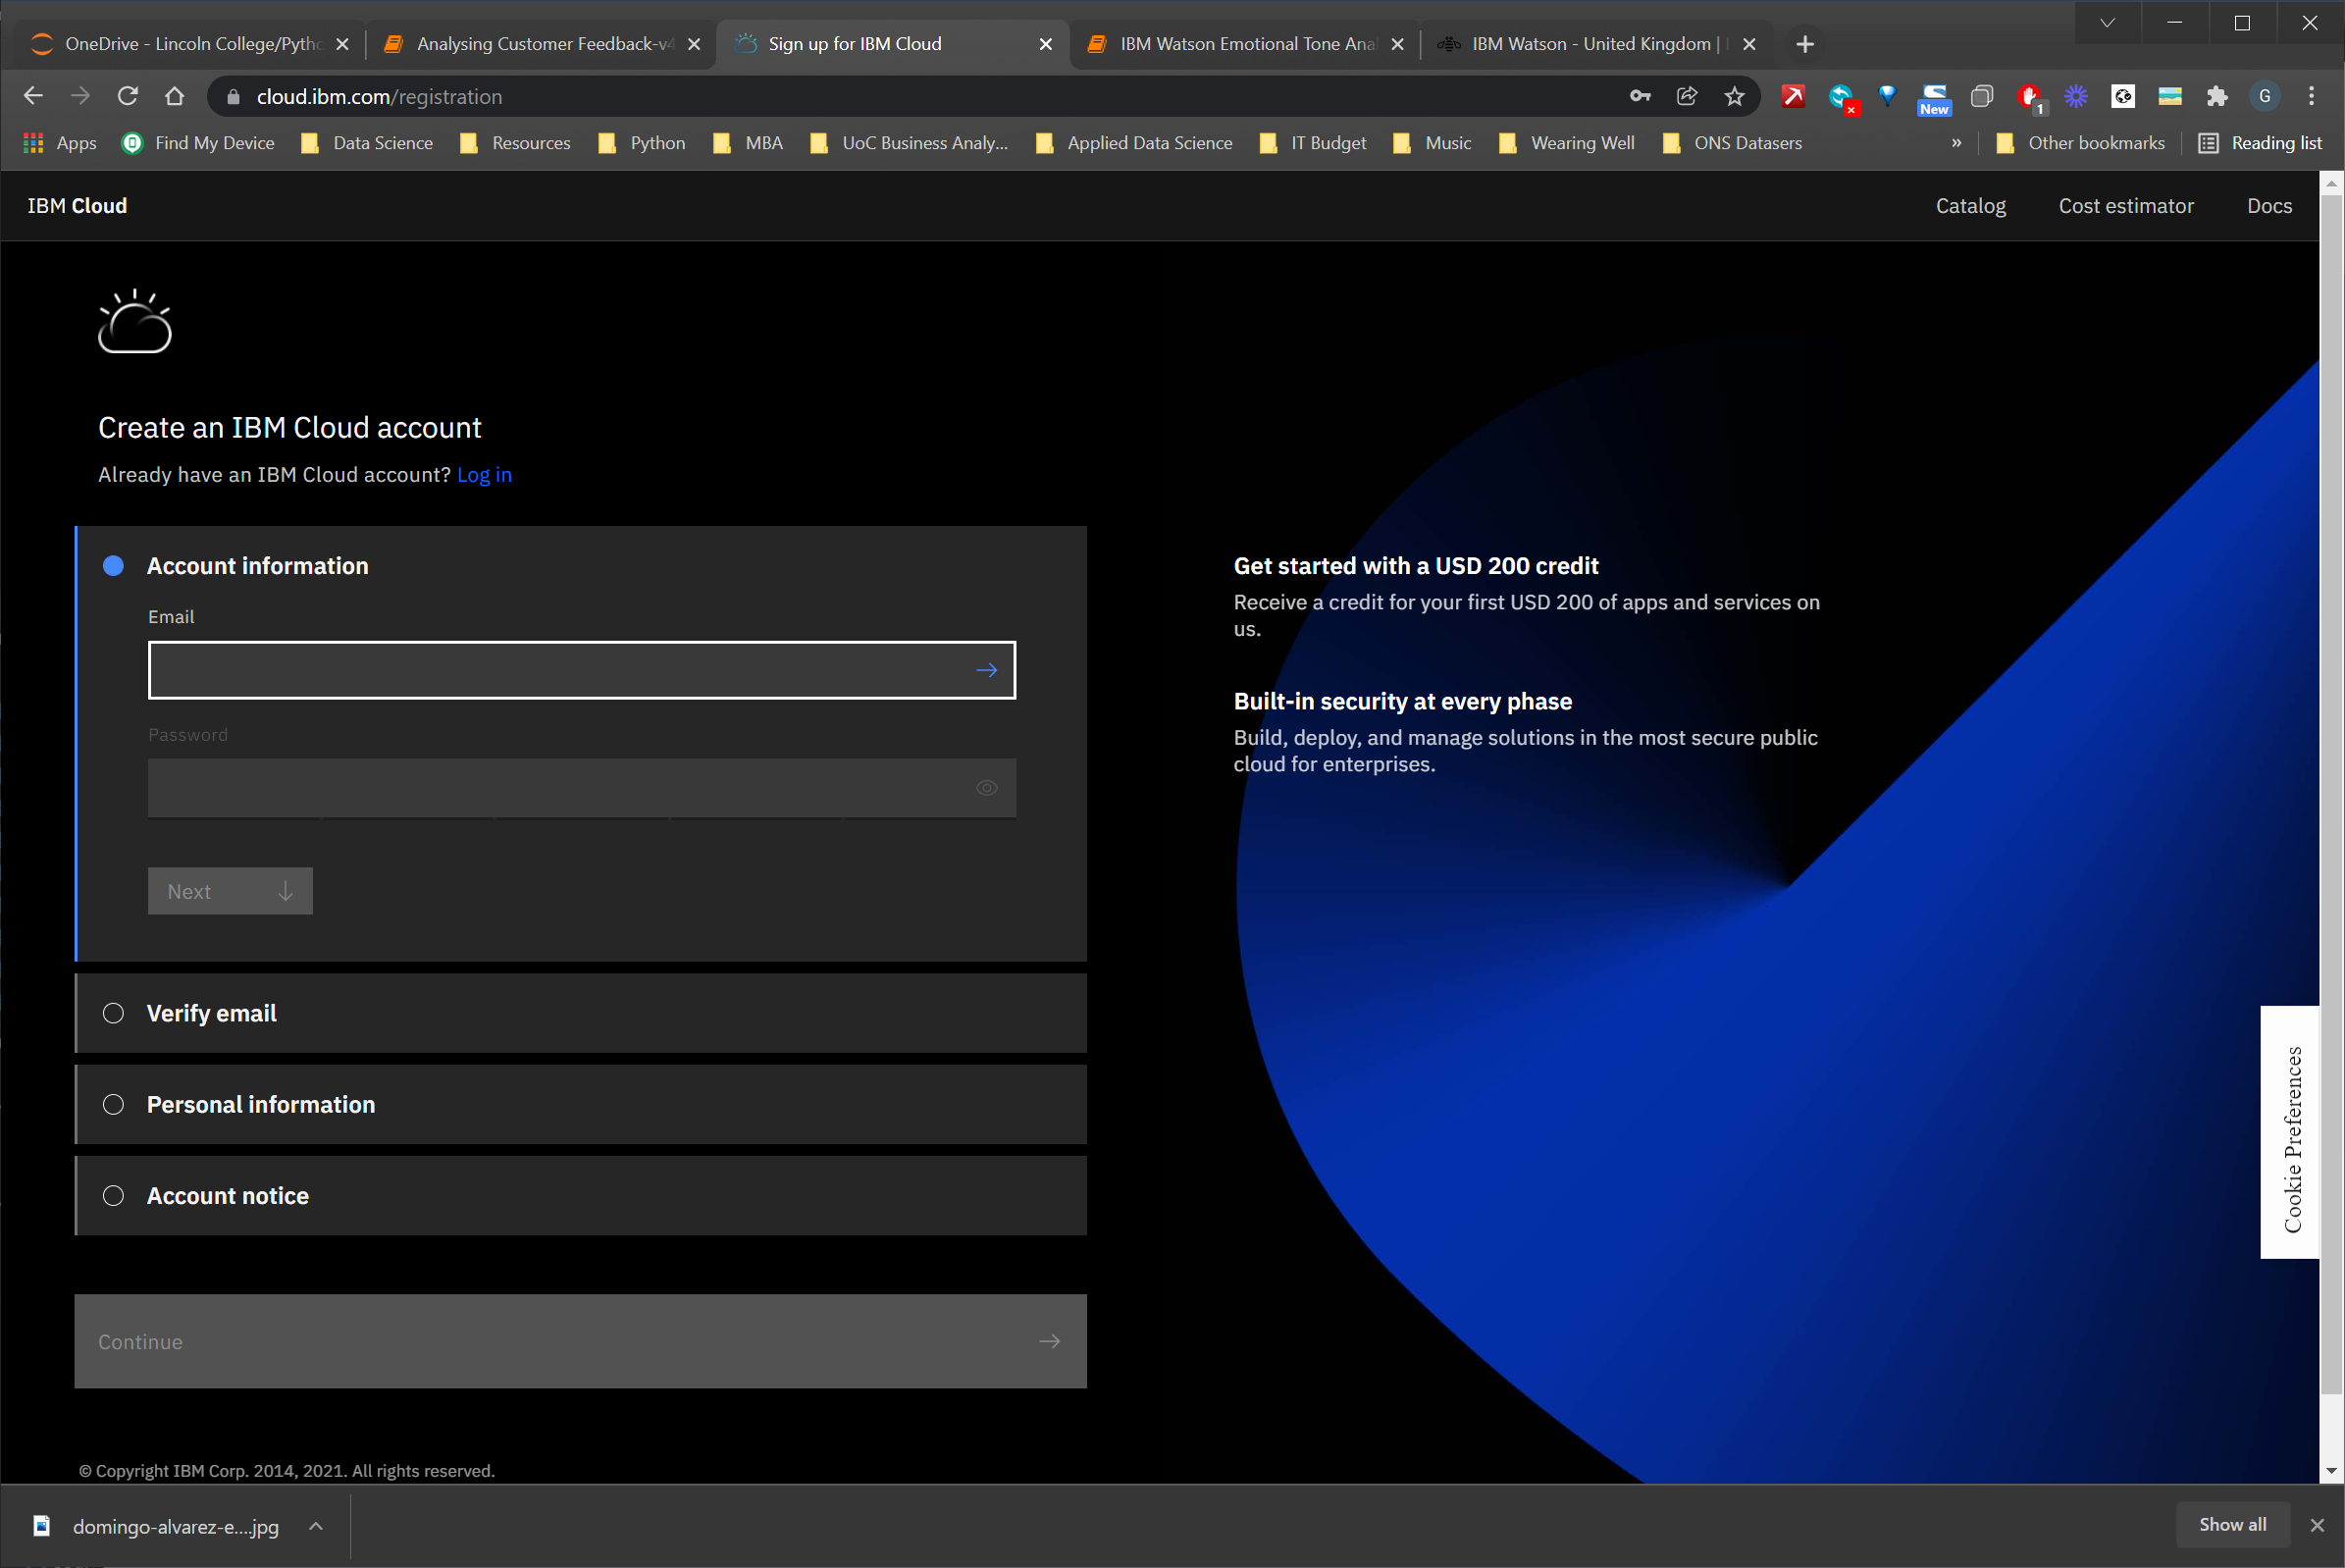 OneDrive - Lincoln College/Pytho
Analysing Customer Feedback-v4
Sign up for IBM Cloud
IBM Watson Emotional Tone Ana
IBM Watson - United Kingdom |
cloud.ibm.com/registration
New
1
G
Apps
Find My Device
Data Science
Resources
Python
MBA
UoC Business Analy...
Applied Data Science
IT Budget
Music
Wearing Well
ONS Datasers
»
Other bookmarks
Reading list
IBM Cloud
Catalog
Cost estimator
Docs
Create an IBM Cloud account
Already have an IBM Cloud account? Log in
Account information
Email
Password
Next
Verify email
Personal information
Account notice
Continue
Get started with a USD 200 credit
Receive a credit for your first USD 200 of apps and services on
us.
Built-in security at every phase
Build, deploy, and manage solutions in the most secure public
cloud for enterprises.
Cookie Preferences
© Copyright IBM Corp. 2014, 2021. All rights reserved.
domingo-alvarez-e....jpg
Show all